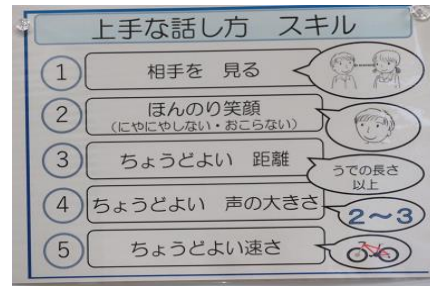 上手な話し方　スキル
1
相手を　見る
2
ほんのり笑顔
(にやにやしない・おこらない)
3
ちょうどよい　距離
うでの長さ
以上
4
ちょうどよい　声の大きさ
2～3
5
ちょうどよい速さ